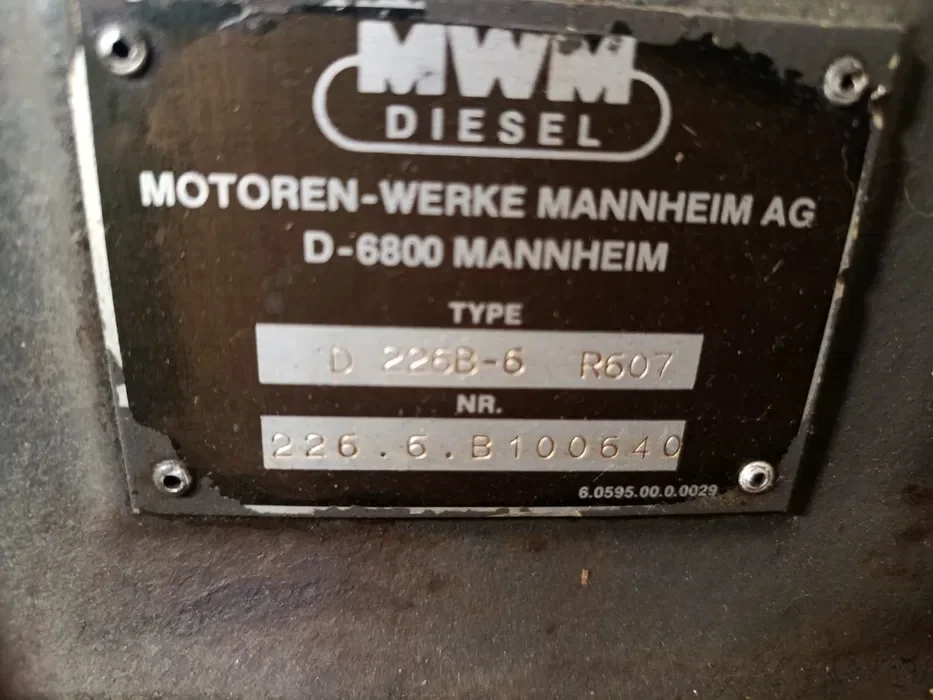 MWM
DIESEL
MOTOREN-WERKE MANNHEIM AG
D-6800 MANNHEIM
TYPE
D 226B-6 R607
NR.
226.6.B100640
6.0595.00.0.0029